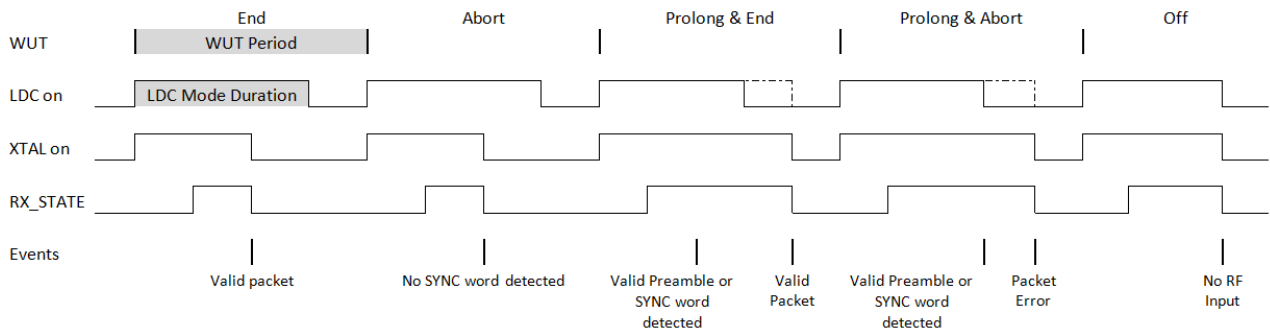 End Abort Prolong & End Prolong & Abort Off
WUT WUT Period
LDC on LDC Mode Duration
XTAL on
RX_STATE
Events
Valid packet No SYNC word detected Valid Preamble or Valid Valid Preamble or Packet No RF
SYNC word Packet SYNC word Error Input
detected detected